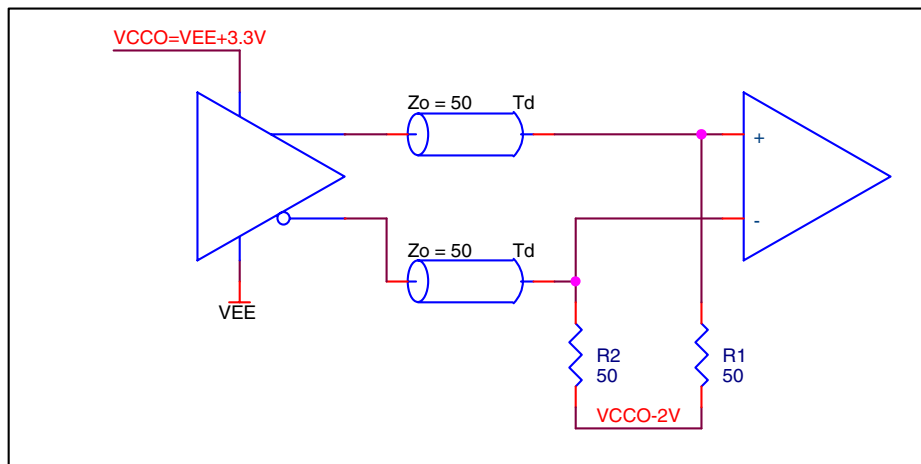 VCCO=VEE+3.3V
Zo = 50 Td
+
-
Zo = 50 Td
VEE
R2
50
R1
50
VCCO-2V